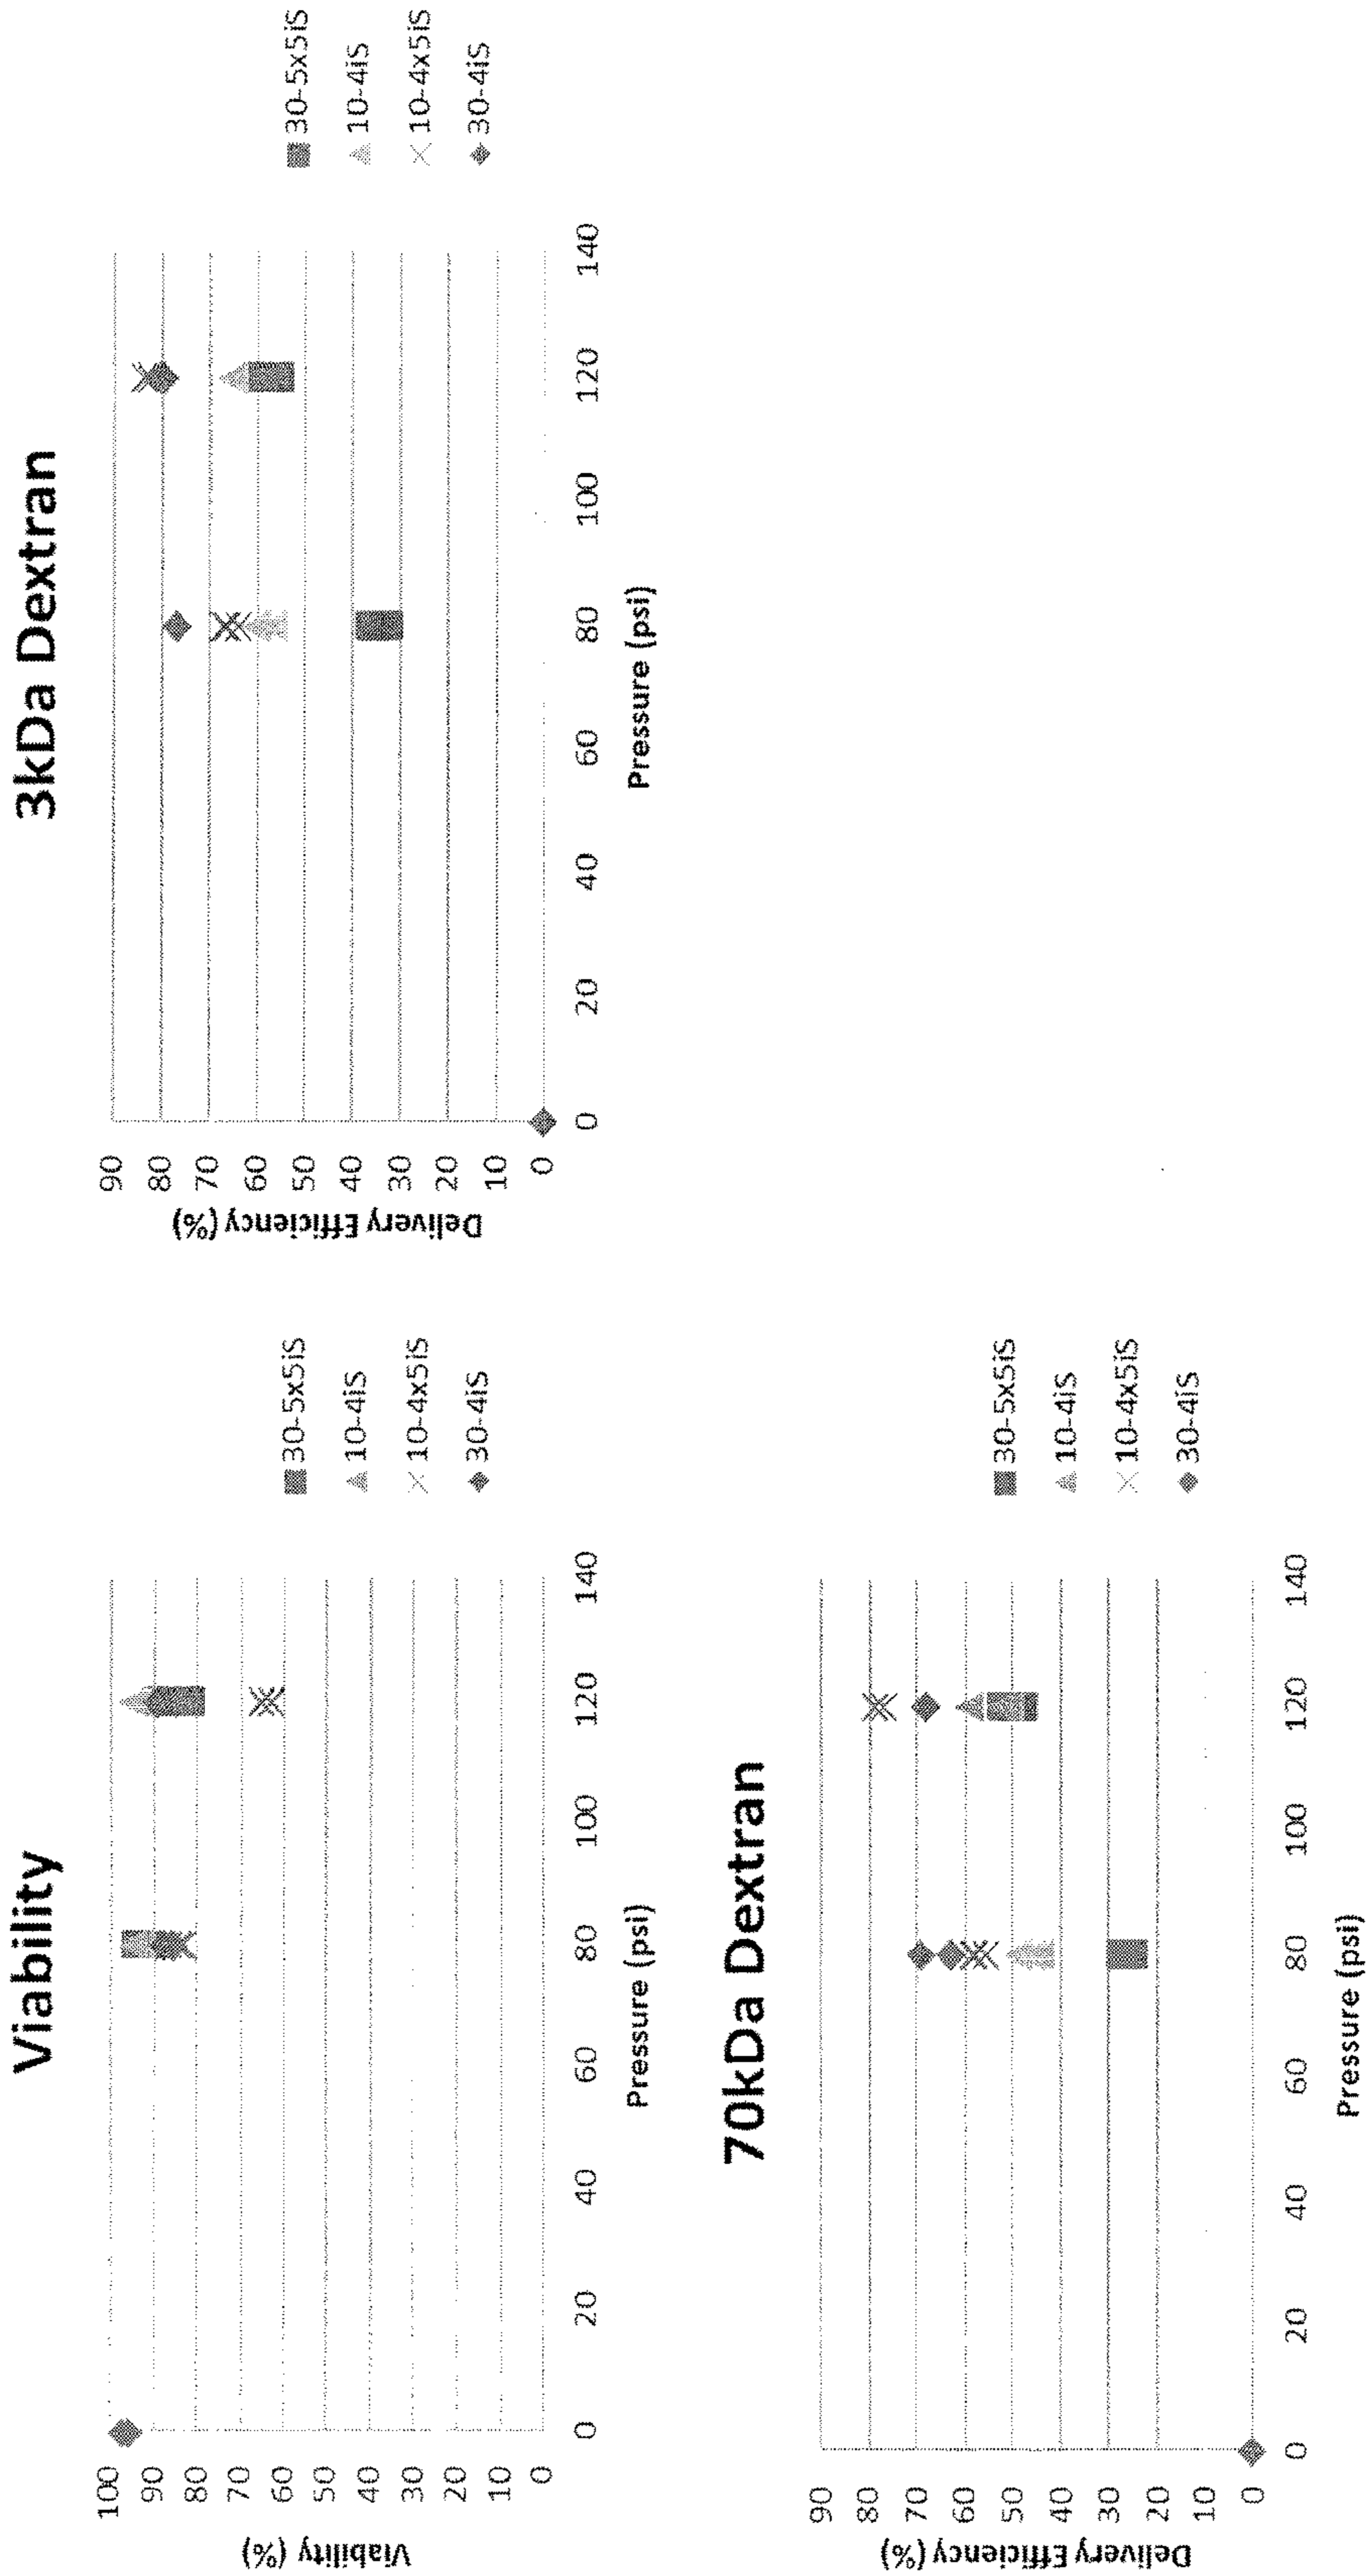 Viability
Viability (%)
100
90
80
70
60
50
40
30
20
10
0
0 20 40 60 80 100 120 140
Pressure (psi)
30-5x5iS
10-4iS
10-4x5iS
30-4iS
3kDa Dextran
Delivery Efficiency (%)
90
80
70
60
50
40
30
20
10
0
0 20 40 60 80 100 120 140
Pressure (psi)
30-5x5iS
10-4iS
10-4x5iS
30-4iS
70kDa Dextran
Delivery Efficiency (%)
90
80
70
60
50
40
30
20
10
0
0 20 40 60 80 100 120 140
Pressure (psi)
30-5x5iS
10-4iS
10-4x5iS
30-4iS